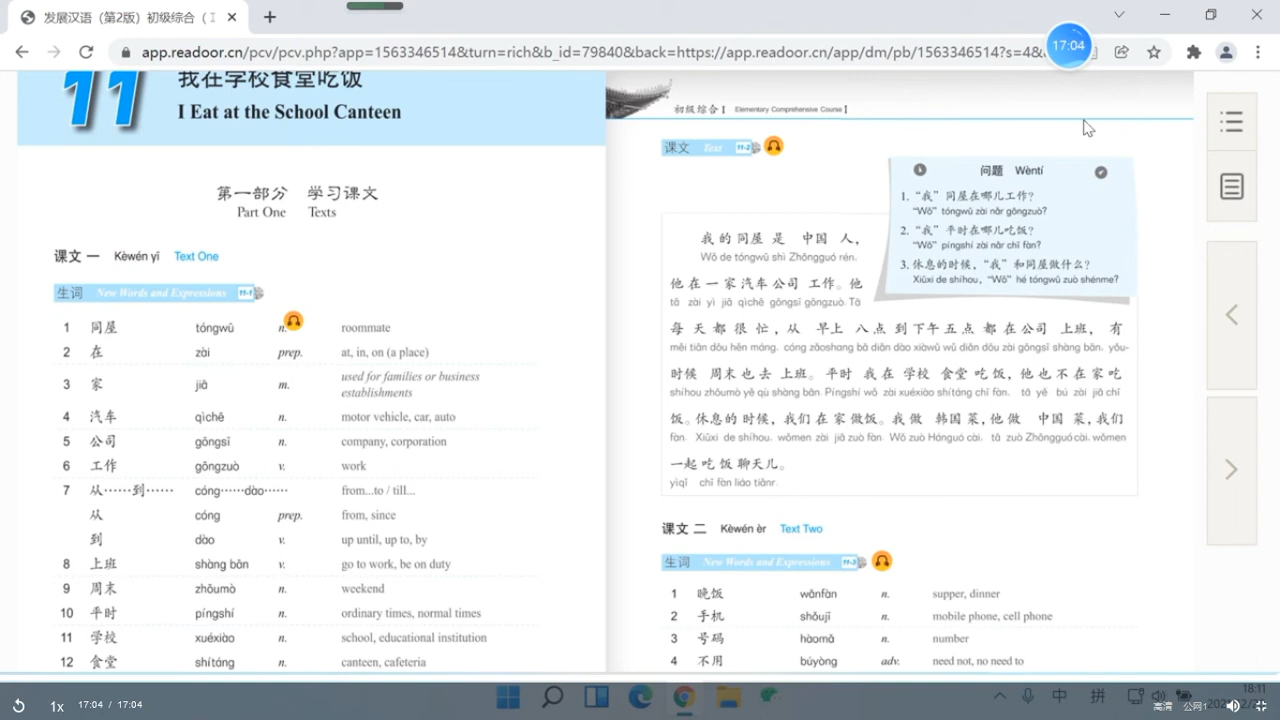 发展汉语（第2版）初级综合（
app.readoor.cn/pcv/pcv.php?app=1563346514&turn=rich&b_id=79840&back=https://app.readoor.cn/app/dm/pb/1563346514?s=4&
17:04
11
我在学校食堂吃饭
I Eat at the School Canteen
第一部分 学习课文
Part One Texts
课文 一 Kèwén yī Text One
生词 New Words and Expressions 11-1
1 同屋 tóngwū n. roommate
2 在 zài prep. at, in, on (a place)
3 家 jiā m. used for families or business
establishments
4 汽车 qìchē n. motor vehicle, car, auto
5 公司 gōngsī n. company, corporation
6 工作 gōngzuò v. work
7 从……到…… cóng……dào…… from...to / till...
从 cóng prep. from, since
到 dào v. up until, up to, by
8 上班 shàng bān v. go to work, be on duty
9 周末 zhōumò n. weekend
10 平时 píngshí n. ordinary times, normal times
11 学校 xuéxiào n. school, educational institution
12 食堂 shítáng n. canteen, cafeteria
初级综合 I Elementary Comprehensive Course I
课文 Text 11-2
问题 Wèntí
1. “我”同屋在哪儿工作?
“Wǒ” tóngwū zài nǎr gōngzuò?
2. “我”平时在哪儿吃饭?
“Wǒ” píngshí zài nǎr chī fàn?
3. 休息的时候，“我”和同屋做什么?
Xiūxi de shíhou, “Wǒ” hé tóngwū zuò shénme?
我 的 同屋 是 中国 人，
Wǒ de tóngwū shì Zhōngguó rén.
他 在 一 家 汽车 公司 工作。他
tā zài yì jiā qìchē gōngsī gōngzuò. Tā
每 天 都 很 忙，从 早上 八 点 到 下午 五 点 都 在 公司 上班，有
měi tiān dōu hěn máng. cóng zǎoshang bā diǎn dào xiàwǔ wǔ diǎn dōu zài gōngsī shàng bān. yǒu-
时候 周末 也 去 上班。平时 我 在 学校 食堂 吃 饭，他 也 不 在 家 吃
shíhou zhōumò yě qù shàng bān. Píngshí wǒ zài xuéxiào shítáng chī fàn. tā yě bú zài jiā chī
饭。休息 的 时候，我们 在 家 做 饭。我 做 韩国 菜，他 做 中国 菜，我们
fàn. Xiūxi de shíhou. wǒmen zài jiā zuò fàn. Wǒ zuò Hánguó cài. tā zuò Zhōngguó cài. wǒmen
一起 吃 饭 聊天儿。
yìqǐ chī fàn liáo tiānr.
课文 二 Kèwén èr Text Two
生词 New Words and Expressions 11-3
1 晚饭 wǎnfàn n. supper, dinner
2 手机 shǒujī n. mobile phone, cell phone
3 号码 hàomǎ n. number
4 不用 búyòng adv. need not, no need to
1x 17:04 / 17:04
中 拼
18:11
高清 公网1